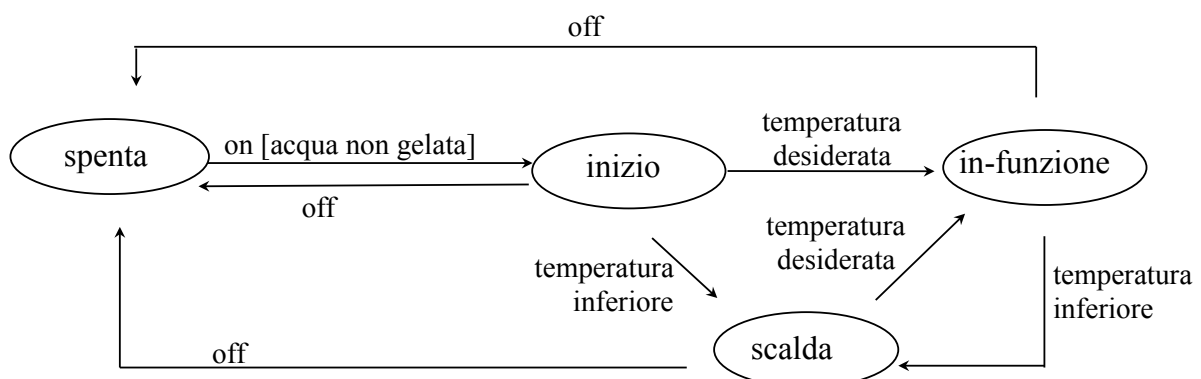 off
spenta
on [acqua non gelata]
off
inizio
temperatura
desiderata
in-funzione
temperatura
inferiore
temperatura
desiderata
temperatura
inferiore
off
scalda